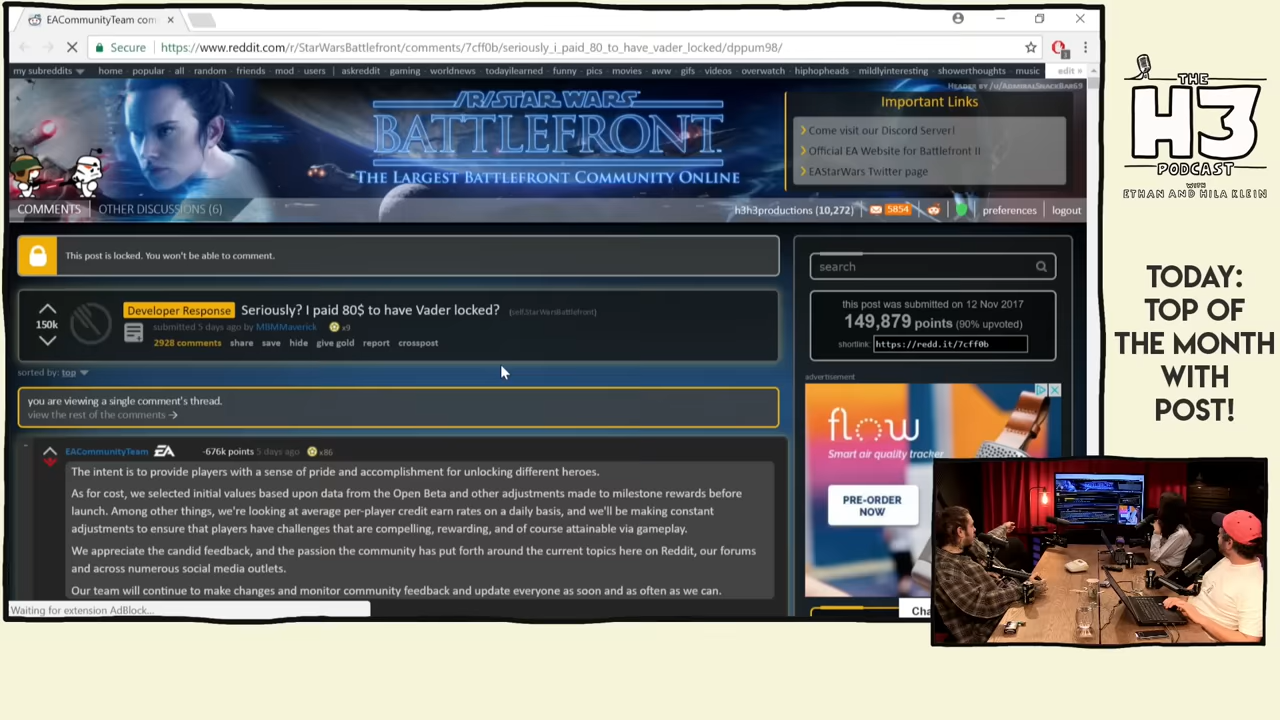 EACommunityTeam com
Secure
https://www.reddit.com/r/StarWarsBattlefront/comments/7cff0b/seriously_i_paid_80_to_have_vader_locked/dppum98/
my subreddits home - popular - all - random - friends - mod - users | askreddit - gaming - worldnews - todayilearned - funny - pics - movies - aww - gifs - videos - overwatch - hiphopheads - mildlyinteresting - showerthoughts - music edit »
/R/STAR WARS
BATTLEFRONT
THE LARGEST BATTLEFRONT COMMUNITY ONLINE
Important Links
Come visit our Discord Server!
Official EA Website for Battlefront II
EAStarWars Twitter page
COMMENTS OTHER DISCUSSIONS (6)
h3h3productions (10,272) | 5854 | preferences | logout
This post is locked. You won't be able to comment.
150k
Developer Response Seriously? I paid 80$ to have Vader locked? (self.StarWarsBattlefront)
submitted 5 days ago by MBMMaverick x9
2928 comments share save hide give gold report crosspost
sorted by: top
you are viewing a single comment's thread.
view the rest of the comments →
EACommunityTeam EA -676k points 5 days ago x86
The intent is to provide players with a sense of pride and accomplishment for unlocking different heroes.
As for cost, we selected initial values based upon data from the Open Beta and other adjustments made to milestone rewards before
launch. Among other things, we're looking at average per-player credit earn rates on a daily basis, and we'll be making constant
adjustments to ensure that players have challenges that are compelling, rewarding, and of course attainable via gameplay.
We appreciate the candid feedback, and the passion the community has put forth around the current topics here on Reddit, our forums
and across numerous social media outlets.
Our team will continue to make changes and monitor community feedback and update everyone as soon and as often as we can.
Waiting for extension AdBlock...
search
this post was submitted on 12 Nov 2017
149,879 points (90% upvoted)
shortlink: https://redd.it/7cff0b
advertisement
flow
Smart air quality tracker
PRE-ORDER
NOW
THE
H3
PODCAST
WITH
ETHAN AND HILA KLEIN
TODAY:
TOP OF
THE MONTH
WITH
POST!